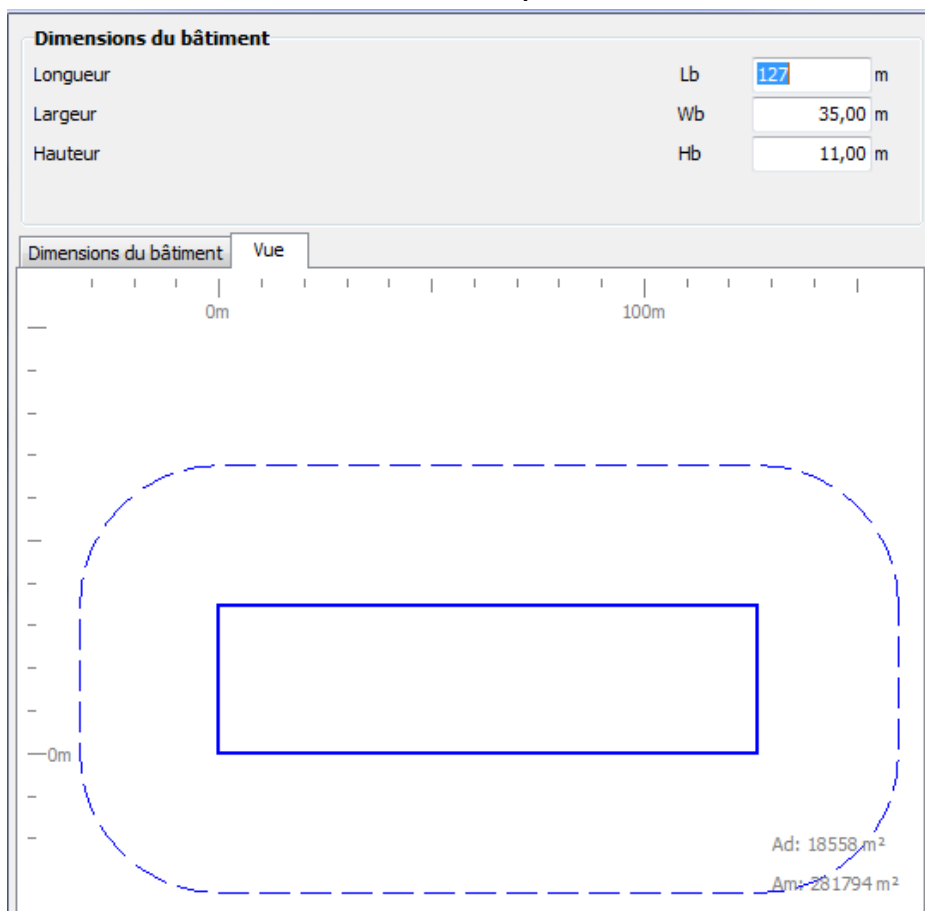 Dimensions du bâtiment
Longueur Lb 127 m
Largeur Wb 35,00 m
Hauteur Hb 11,00 m
Dimensions du bâtiment Vue
0m 100m
0m
Ad: 18558 m²
Am: 281794 m²